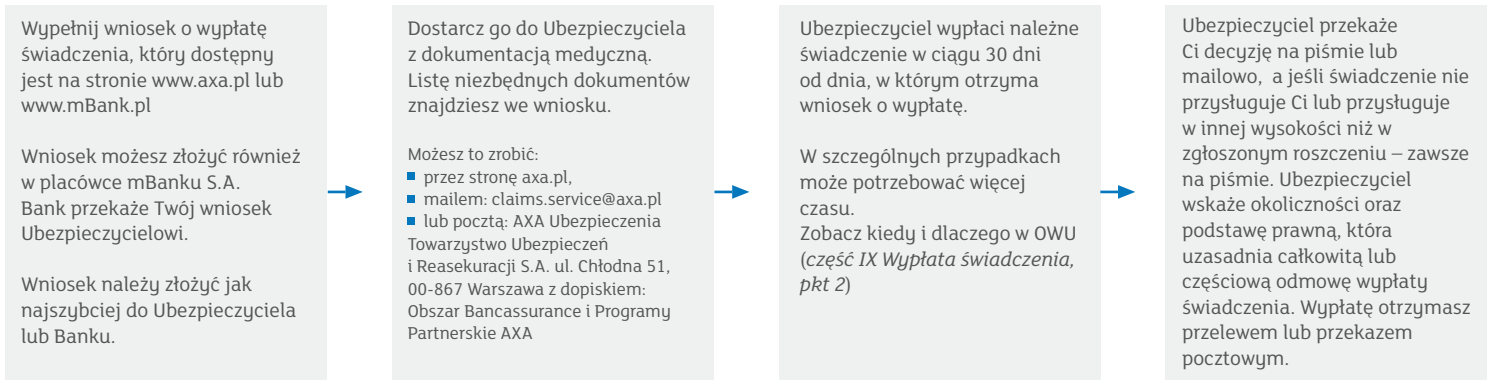 Wypełnij wniosek o wypłatę
świadczenia, który dostępny
jest na stronie www.axa.pl lub
www.mBank.pl
Wniosek możesz złożyć również
w placówce mBanku S.A.
Bank przekaże Twój wniosek
Ubezpieczycielowi.
Wniosek należy złożyć jak
najszybciej do Ubezpieczyciela
lub Banku.
Dostarcz go do Ubezpieczyciela
z dokumentacją medyczną.
Listę niezbędnych dokumentów
znajdziesz we wniosku.
Możesz to zrobić:
▪ przez stronę axa.pl,
▪ mailem: claims.service@axa.pl
▪ lub pocztą: AXA Ubezpieczenia
Towarzystwo Ubezpieczeń
i Reasekuracji S.A. ul. Chłodna 51,
00-867 Warszawa z dopiskiem:
Obszar Bancassurance i Programy
Partnerskie AXA
Ubezpieczyciel wypłaci należne
świadczenie w ciągu 30 dni
od dnia, w którym otrzyma
wniosek o wypłatę.
W szczególnych przypadkach
może potrzebować więcej
czasu.
Zobacz kiedy i dlaczego w OWU
(część IX Wypłata świadczenia,
pkt 2)
Ubezpieczyciel przekaże
Ci decyzję na piśmie lub
mailowo, a jeśli świadczenie nie
przysługuje Ci lub przysługuje
w innej wysokości niż w
zgłoszonym roszczeniu – zawsze
na piśmie. Ubezpieczyciel
wskaże okoliczności oraz
podstawę prawną, która
uzasadnia całkowitą lub
częściową odmowę wypłaty
świadczenia. Wypłatę otrzymasz
przelewem lub przekazem
pocztowym.